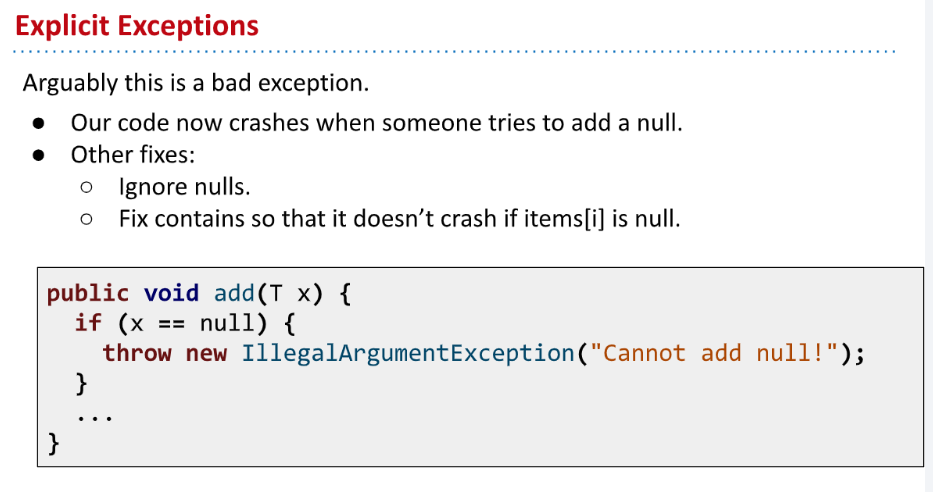 Explicit Exceptions
Arguably this is a bad exception.
● Our code now crashes when someone tries to add a null.
● Other fixes:
○ Ignore nulls.
○ Fix contains so that it doesn’t crash if items[i] is null.
public void add(T x) {
  if (x == null) {
    throw new IllegalArgumentException("Cannot add null!");
  }
  ...
}